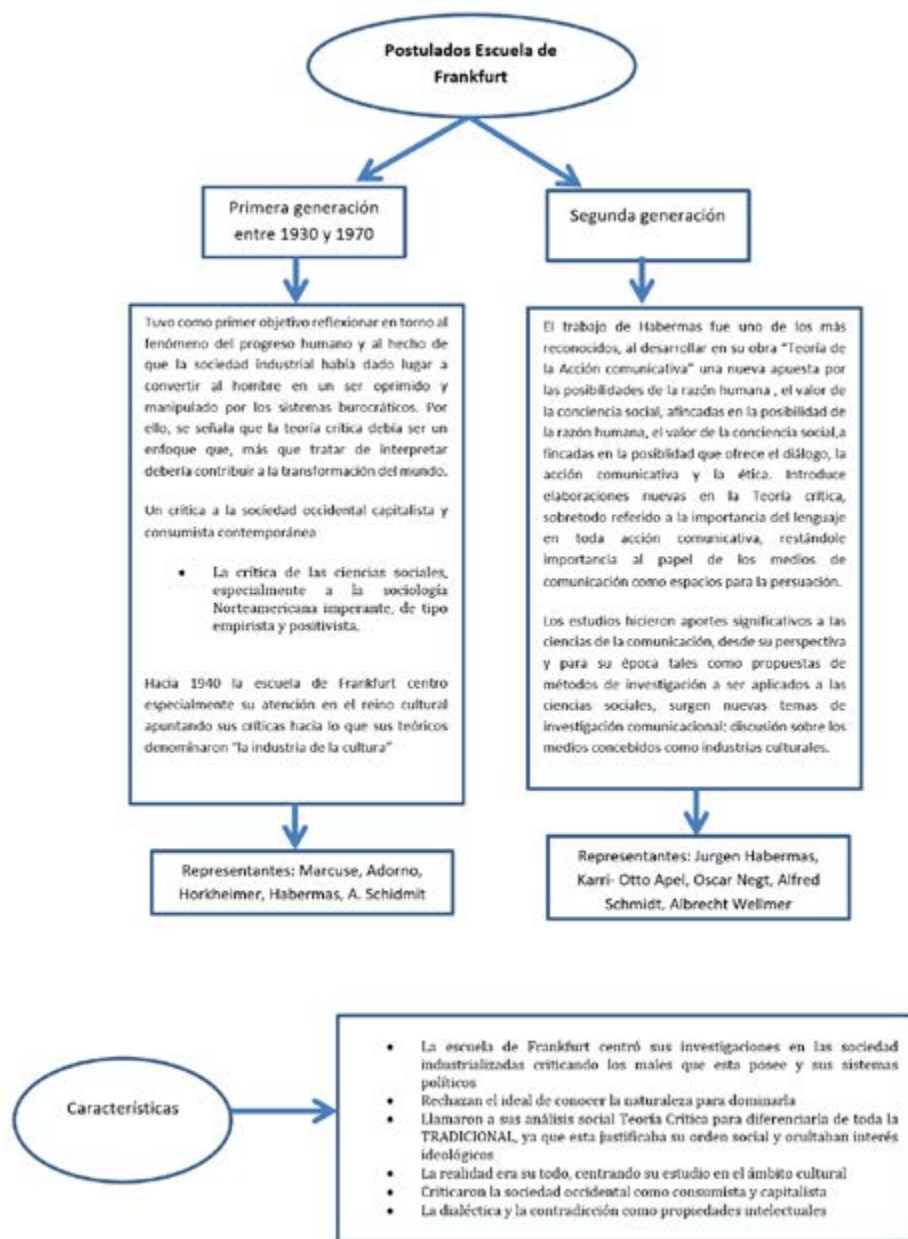 Postulados Escuela de
Frankfurt
Primera generación
entre 1930 y 1970
Tuvo como primer objetivo reflexionar en torno al
fenómeno del progreso humano y al hecho de
que la sociedad industrial había dado lugar a
convertir al hombre en un ser oprimido y
manipulado por los sistemas burocráticos. Por
ello, se señala que la teoría crítica debía ser un
enfoque que, más que tratar de interpretar
debería contribuir a la transformación del mundo.
Un crítica a la sociedad occidental capitalista y
consumista contemporánea
• La crítica de las ciencias sociales,
especialmente a la sociología
Norteamericana imperante, de tipo
empirista y positivista.
Hacia 1940 la escuela de Frankfurt centro
especialmente su atención en el reino cultural
apuntando sus críticas hacia lo que sus teóricos
denominaron "la industria de la cultura"
Representantes: Marcuse, Adorno,
Horkheimer, Habermas, A. Schidmit
Segunda generación
El trabajo de Habermas fue uno de los más
reconocidos, al desarrollar en su obra "Teoría de
la Acción comunicativa" una nueva apuesta por
las posibilidades de la razón humana , el valor de
la conciencia social, afincadas en la posibilidad de
la razón humana, el valor de la conciencia social,a
fincadas en la posiblidad que ofrece el diálogo, la
acción comunicativa y la ética. Introduce
elaboraciones nuevas en la Teoría crítica,
sobretodo referido a la importancia del lenguaje
en toda acción comunicativa, restándole
importancia al papel de los medios de
comunicación como espacios para la persuación.
Los estudios hicieron aportes significativos a las
ciencias de la comunicación, desde su perspectiva
y para su época tales como propuestas de
métodos de investigación a ser aplicados a las
ciencias sociales, surgen nuevas temas de
investigación comunicacional: discusión sobre los
medios concebidos como industrias culturales.
Representantes: Jurgen Habermas,
Karri- Otto Apel, Oscar Negt, Alfred
Schmidt, Albrecht Wellmer
Características
• La escuela de Frankfurt centró sus investigaciones en las sociedad
industrializadas criticando los males que esta posee y sus sistemas
políticos
• Rechazan el ideal de conocer la naturaleza para dominarla
• Llamaron a sus análisis social Teoría Crítica para diferenciarla de toda la
TRADICIONAL, ya que esta justificaba su orden social y ocultaban interés
ideológicos
• La realidad era su todo, centrando su estudio en el ámbito cultural
• Criticaron la sociedad occidental como consumista y capitalista
• La dialéctica y la contradicción como propiedades intelectuales